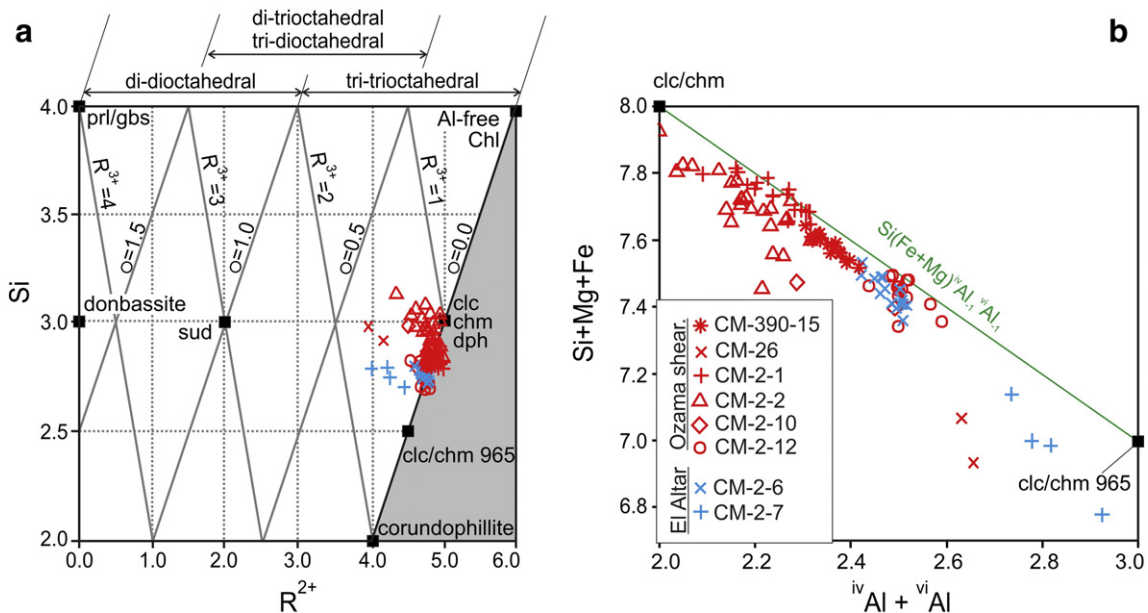 a
di-trioctahedral
tri-dioctahedral
di-dioctahedral
tri-trioctahedral
Si
4.0
3.5
3.0
2.5
2.0
prl/gbs
Al-free
Chl
R³⁺=4
O=1.5
R³⁺=3
O=1.0
R³⁺=2
O=0.5
R³⁺=1
O=0.0
donbassite
sud
clc
chm
dph
clc/chm 965
corundophillite
0.0 1.0 2.0 3.0 4.0 5.0 6.0
R²⁺
b
clc/chm
Si+Mg+Fe
8.0
7.8
7.6
7.4
7.2
7.0
6.8
Si(Fe+Mg)ⁱᵛAl₋₁ ᵛⁱAl₋₁
Ozama shear.
CM-390-15
CM-26
CM-2-1
CM-2-2
CM-2-10
CM-2-12
El Altar
CM-2-6
CM-2-7
clc/chm 965
2.0 2.2 2.4 2.6 2.8 3.0
ⁱᵛAl + ᵛⁱAl